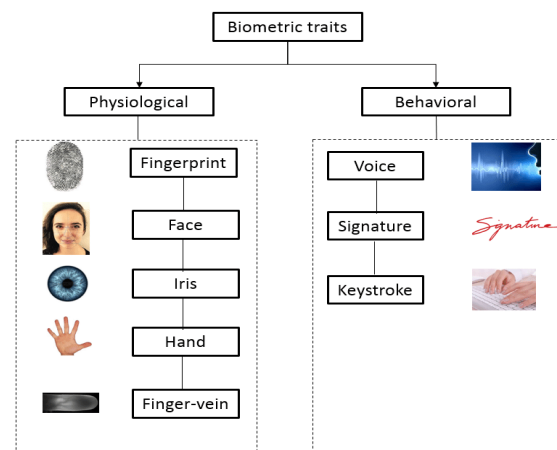 Biometric traits
Physiological
Behavioral
Fingerprint
Face
Iris
Hand
Finger-vein
Voice
Signature
Keystroke
Signature